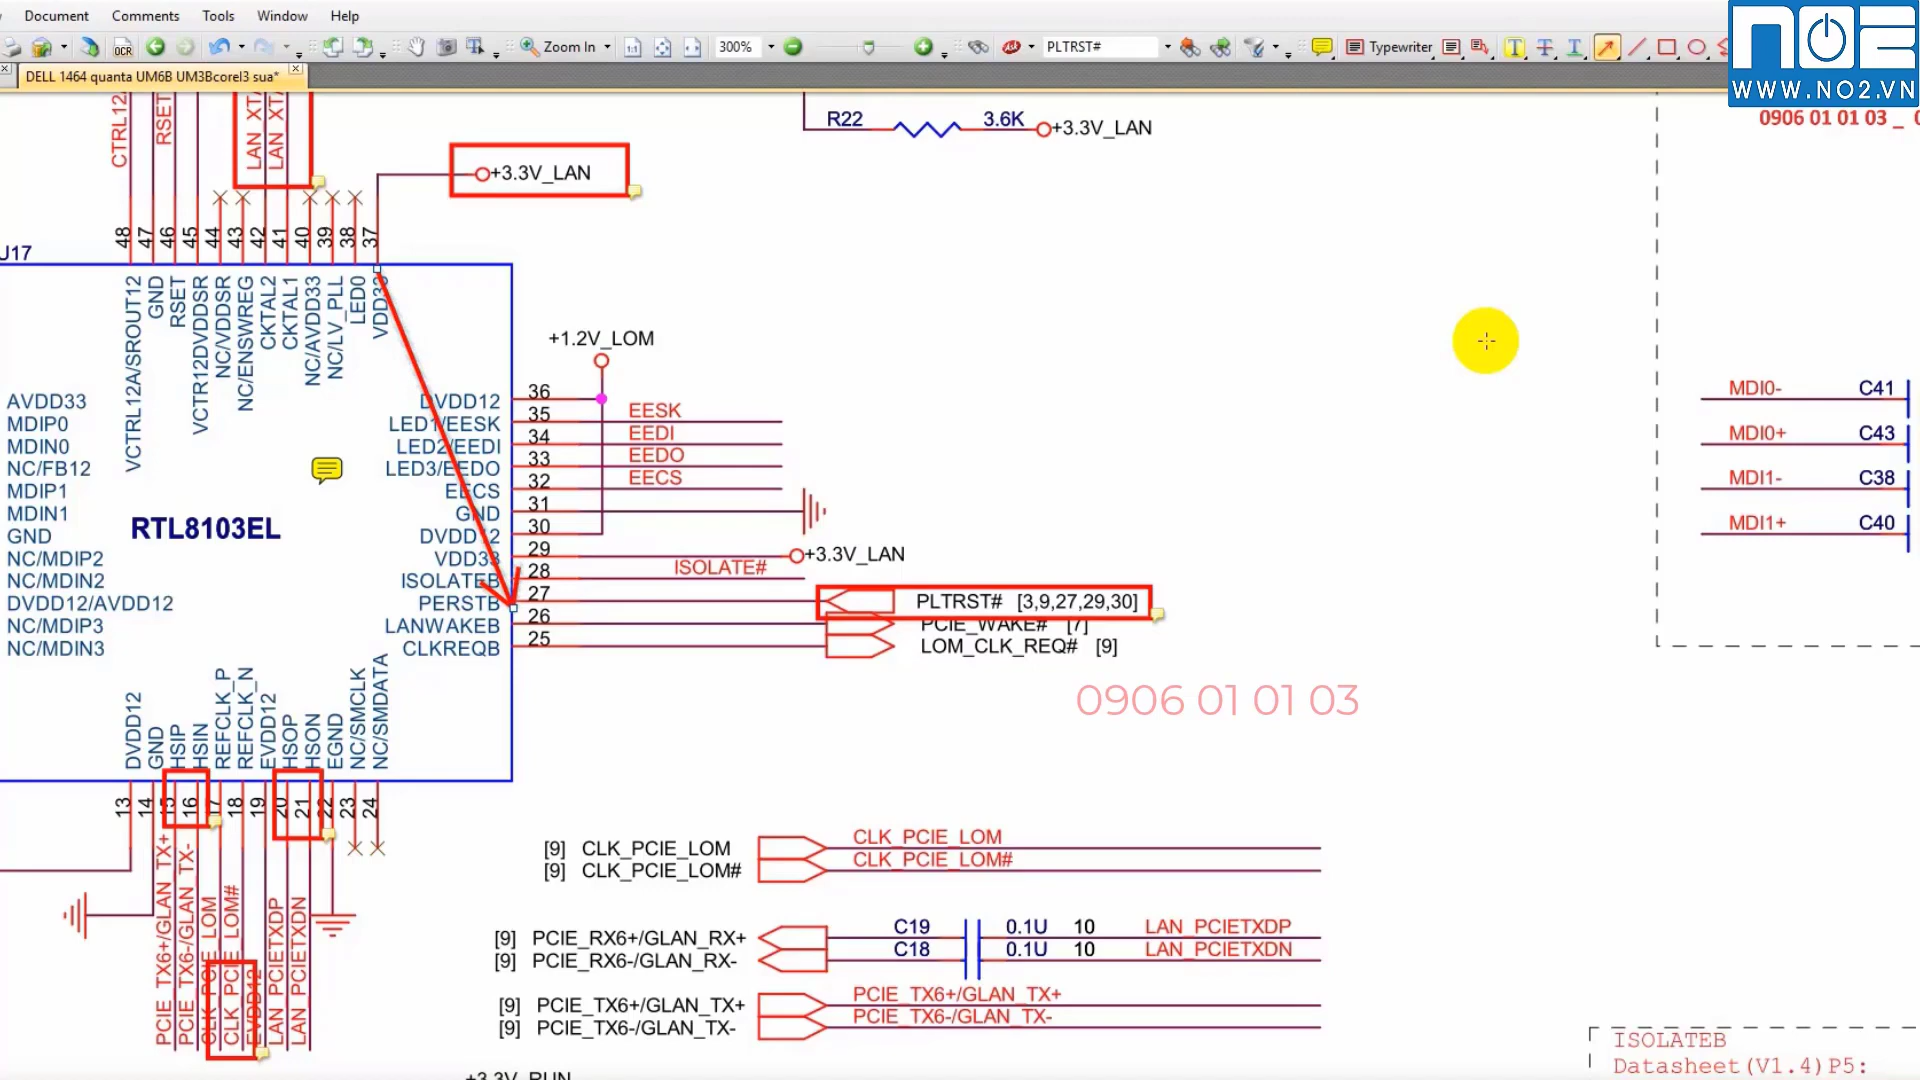 Document Comments Tools Window Help
OCR Zoom In 300% PLTRST# Typewriter
DELL 1464 quanta UM6B UM3Bcorel3 sua*
NO2
WWW.NO2.VN
0906 01 01 03 _
CTRL12
RSET
LAN_XT
LAN_XT
R22 3.6K +3.3V_LAN
+3.3V_LAN
48 47 46 45 44 43 42 41 40 39 38 37
U17
VCTRL12A/SROUT12
GND
RSET
VCTR12DVDDSR
NC/VDDSR
NC/ENSWREG
CKTAL2
CKTAL1
NC/AVDD33
NC/LV_PLL
LED0
VDD33
+1.2V_LOM
AVDD33 DVDD12 36
MDIP0 LED1/EESK 35 EESK
MDIN0 LED2/EEDI 34 EEDI
NC/FB12 LED3/EEDO 33 EEDO
MDIP1 EECS 32 EECS
MDIN1 GND 31
GND DVDD12 30
NC/MDIP2 VDD33 29 +3.3V_LAN
NC/MDIN2 ISOLATEB 28 ISOLATE#
DVDD12/AVDD12 PERSTB 27 PLTRST# [3,9,27,29,30]
NC/MDIP3 LANWAKEB 26 PCIE_WAKE# [7]
NC/MDIN3 CLKREQB 25 LOM_CLK_REQ# [9]
RTL8103EL
MDI0- C41
MDI0+ C43
MDI1- C38
MDI1+ C40
0906 01 01 03
DVDD12
GND
HSIP
HSIN
REFCLK_P
REFCLK_N
EVDD12
HSOP
HSON
EGND
NC/SMCLK
NC/SMDATA
13 14 15 16 17 18 19 20 21 22 23 24
PCIE_TX6+/GLAN_TX+
PCIE_TX6-/GLAN_TX-
CLK_PCIE_LOM
CLK_PCIE_LOM#
EVDD12
LAN_PCIETXDP
LAN_PCIETXDN
[9] CLK_PCIE_LOM CLK_PCIE_LOM
[9] CLK_PCIE_LOM# CLK_PCIE_LOM#
[9] PCIE_RX6+/GLAN_RX+ C19 0.1U 10 LAN_PCIETXDP
[9] PCIE_RX6-/GLAN_RX- C18 0.1U 10 LAN_PCIETXDN
[9] PCIE_TX6+/GLAN_TX+ PCIE_TX6+/GLAN_TX+
[9] PCIE_TX6-/GLAN_TX- PCIE_TX6-/GLAN_TX-
+3.3V_RUN
ISOLATEB
Datasheet(V1.4)P5: